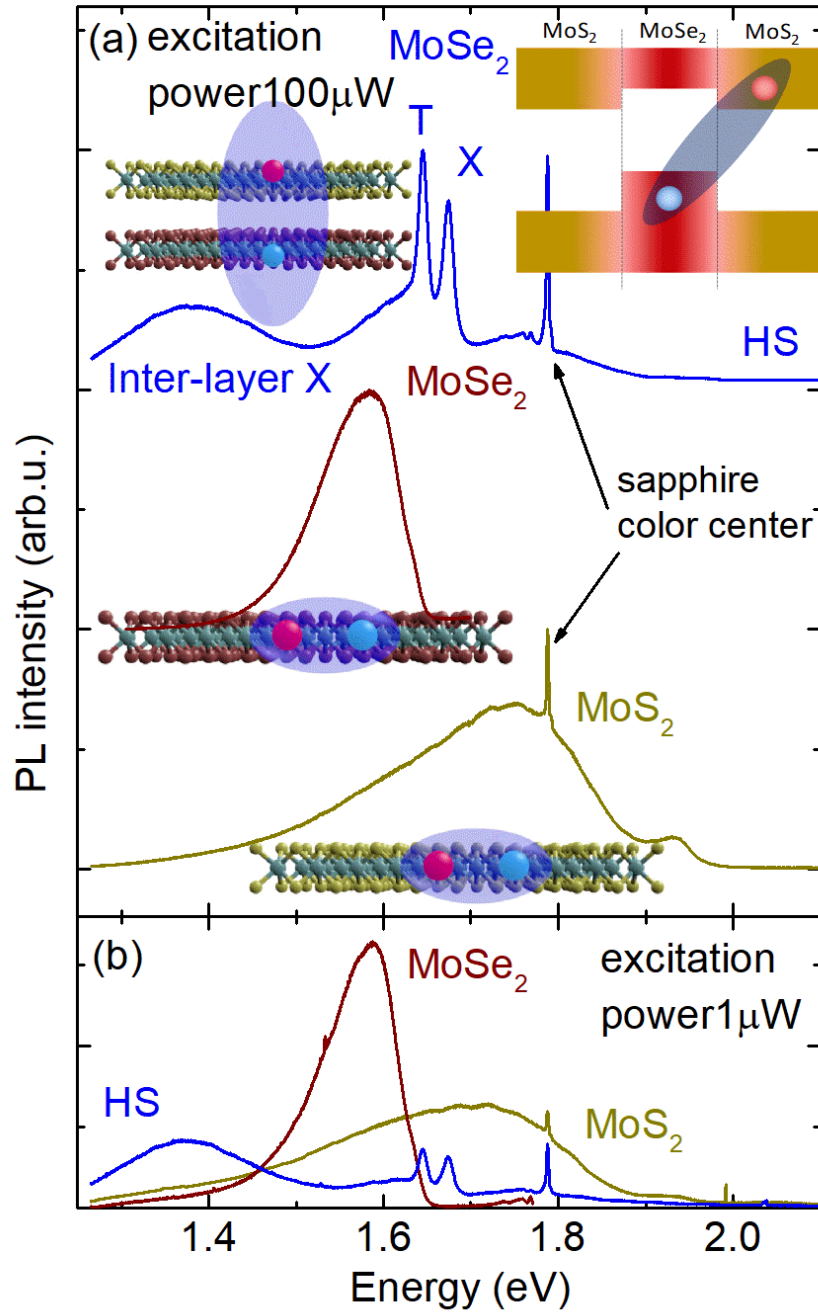 (a) excitation
power100μW
MoSe₂
T
X
MoS₂ MoSe₂ MoS₂
HS
Inter-layer X
MoSe₂
sapphire
color center
MoS₂
PL intensity (arb.u.)
(b)
MoSe₂
excitation
power1μW
HS
MoS₂
1.4 1.6 1.8 2.0
Energy (eV)